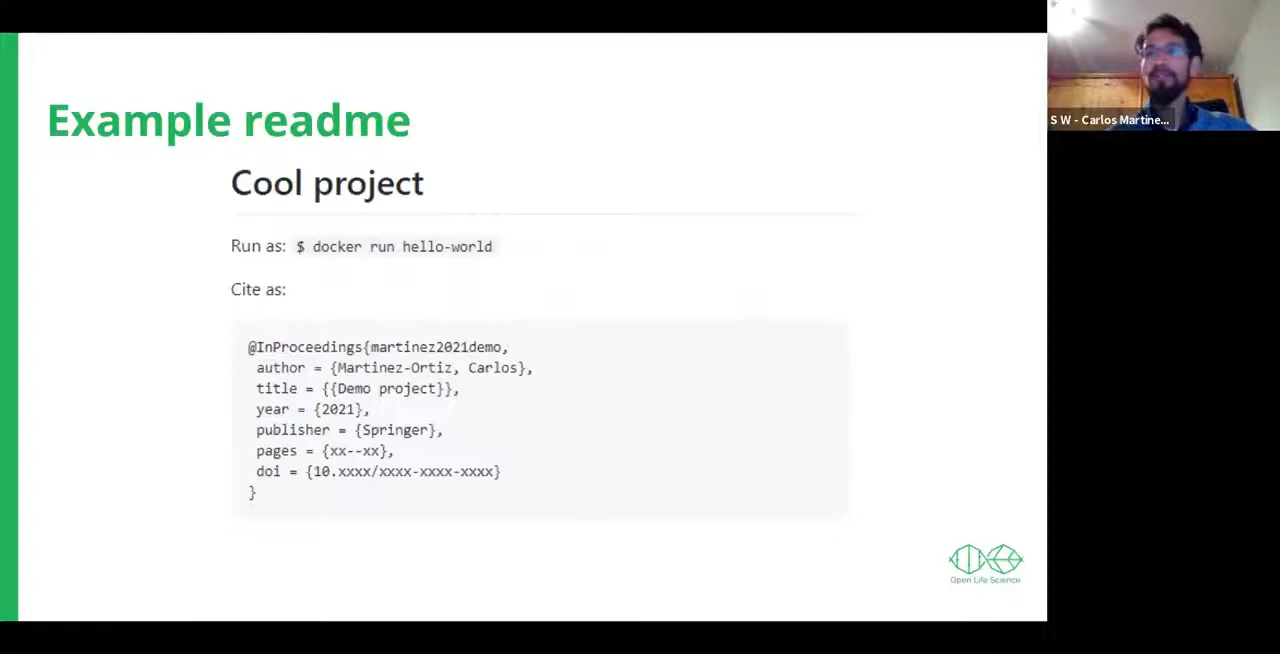 Example readme
Cool project
Run as: $ docker run hello-world
Cite as:
@InProceedings{martinez2021demo,
author = {Martinez-Ortiz, Carlos},
title = {{Demo project}},
year = {2021},
publisher = {Springer},
pages = {xx--xx},
doi = {10.xxxx/xxxx-xxxx-xxxx}
}
Open Life Science
S W - Carlos Martine...